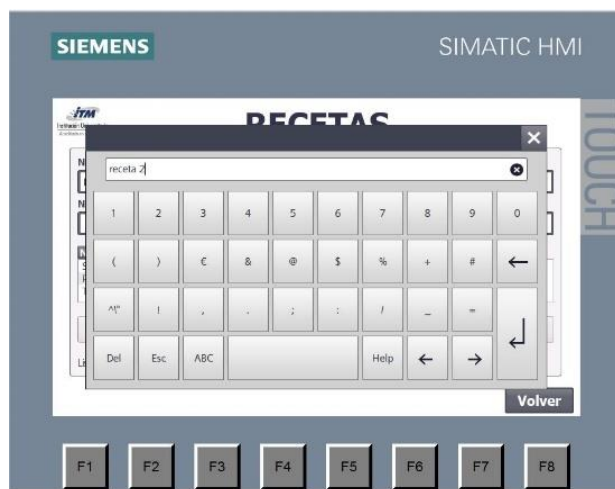 SIEMENS
SIMATIC HMI
TOUCH
iTM
RECETAS
receta 2
1 2 3 4 5 6 7 8 9 0
( ) € & @ $ % + # ←
^\" ! , . ; : / _ =
Del Esc ABC Help ← →
Volver
F1 F2 F3 F4 F5 F6 F7 F8